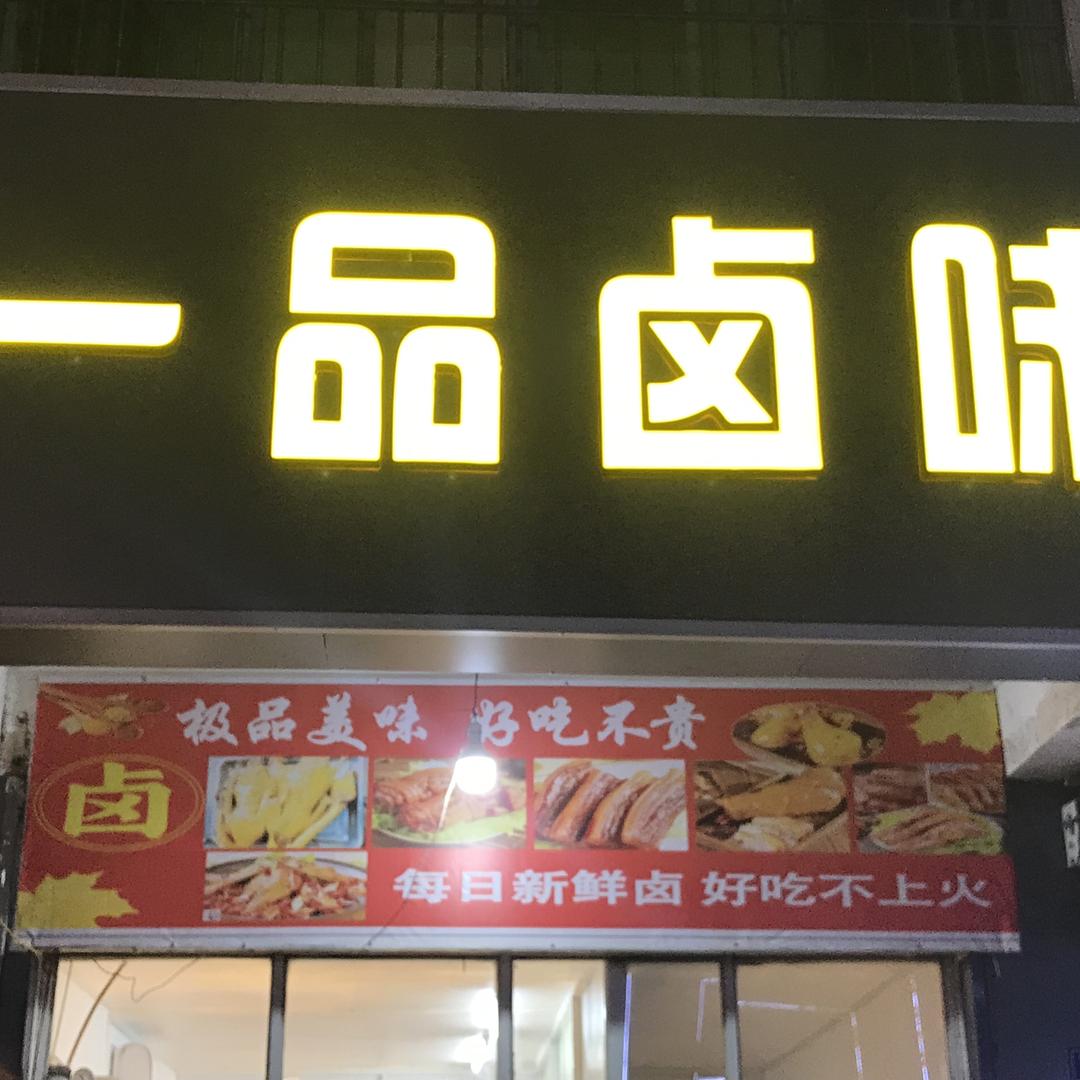 一品卤味
极品美味 好吃不贵
卤
每日新鲜卤 好吃不上火